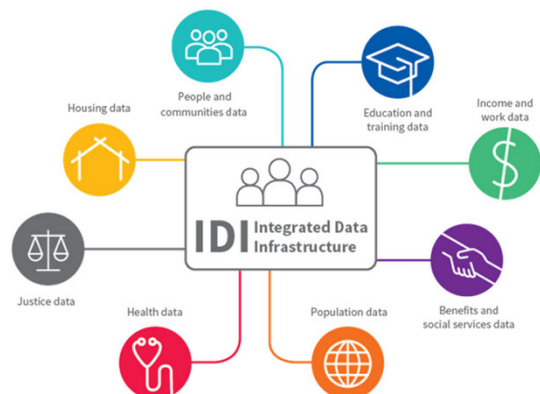 People and
communities data
Education and
training data
Housing data
Income and
work data
IDI
Integrated Data
Infrastructure
Justice data
Benefits and
social services data
Health data
Population data